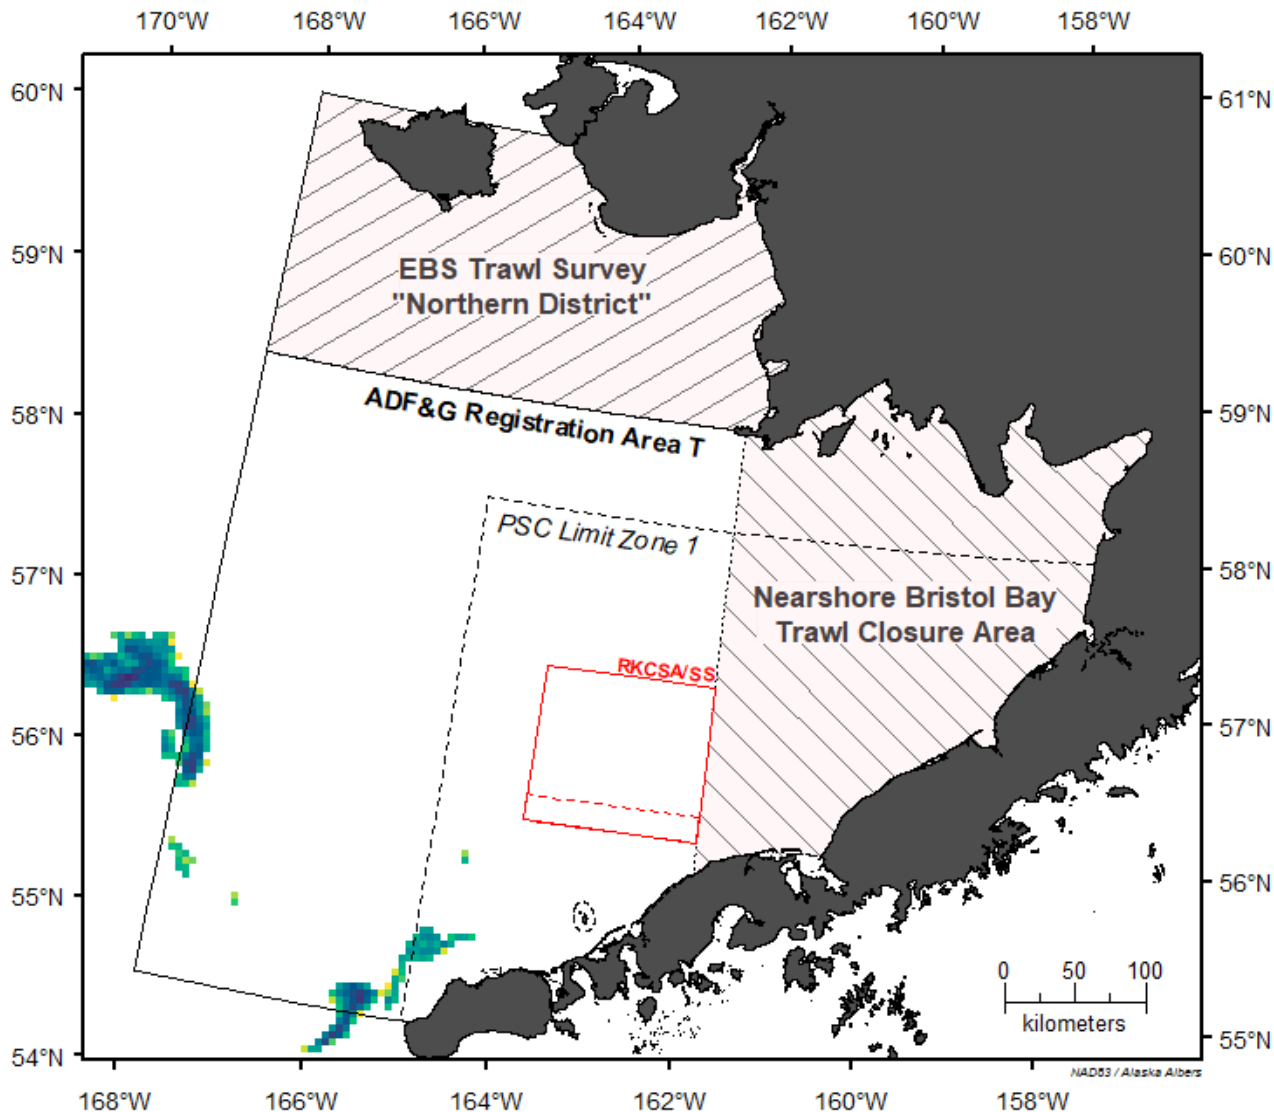 170°W 168°W 166°W 164°W 162°W 160°W 158°W
60°N
61°N
59°N
60°N
EBS Trawl Survey
"Northern District"
58°N
59°N
ADF&G Registration Area T
PSC Limit Zone 1
57°N
58°N
Nearshore Bristol Bay
Trawl Closure Area
RKCSA/SS
56°N
57°N
55°N
56°N
0 50 100
kilometers
54°N
55°N
NAD83 / Alaska Albers
168°W 166°W 164°W 162°W 160°W 158°W